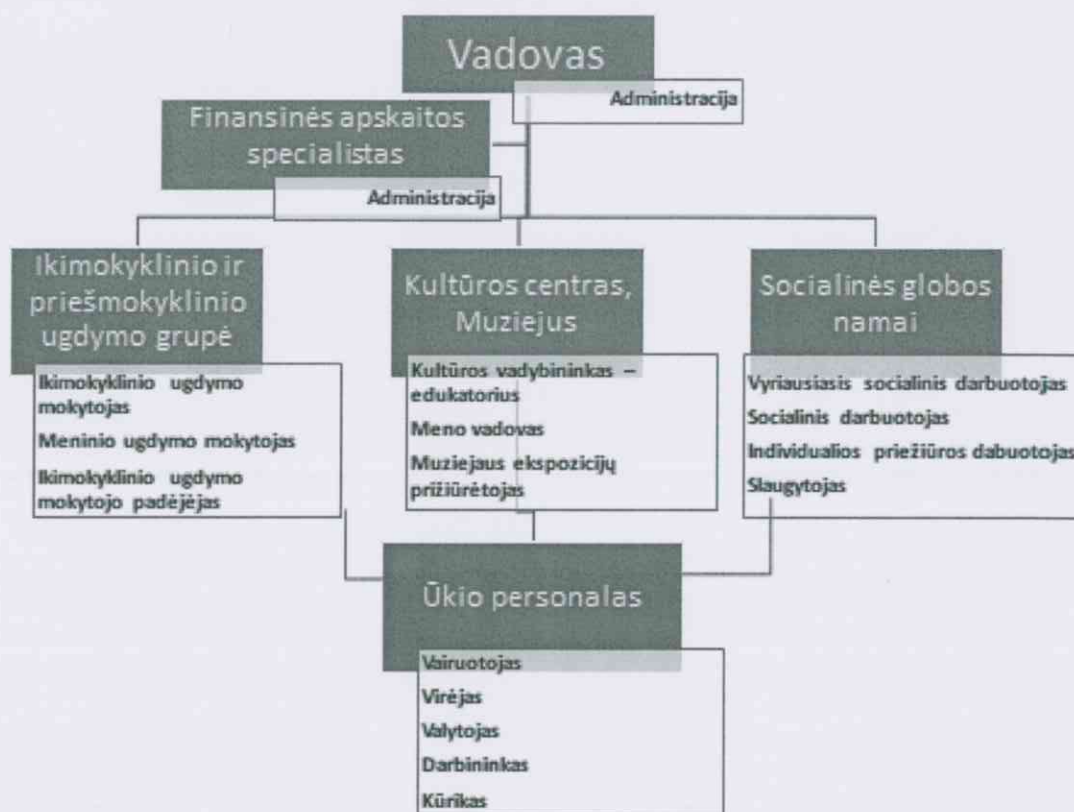 Vadovas
Administracija
Finansinės apskaitos
specialistas
Administracija
Ikimokyklinio ir
priešmokyklinio
ugdymo grupė
Ikimokyklinio ugdymo
mokytojas
Meninio ugdymo mokytojas
Ikimokyklinio ugdymo
mokytojo padėjėjas
Kultūros centras,
Muziejus
Kultūros vadybininkas –
edukatorius
Meno vadovas
Muziejaus ekspozicijų
prižiūrėtojas
Socialinės globos
namai
Vyriausiasis socialinis darbuotojas
Socialinis darbuotojas
Individualios priežiūros dabuotojas
Slaugytojas
Ūkio personalas
Vairuotojas
Virėjas
Valytojas
Darbininkas
Kūrikas